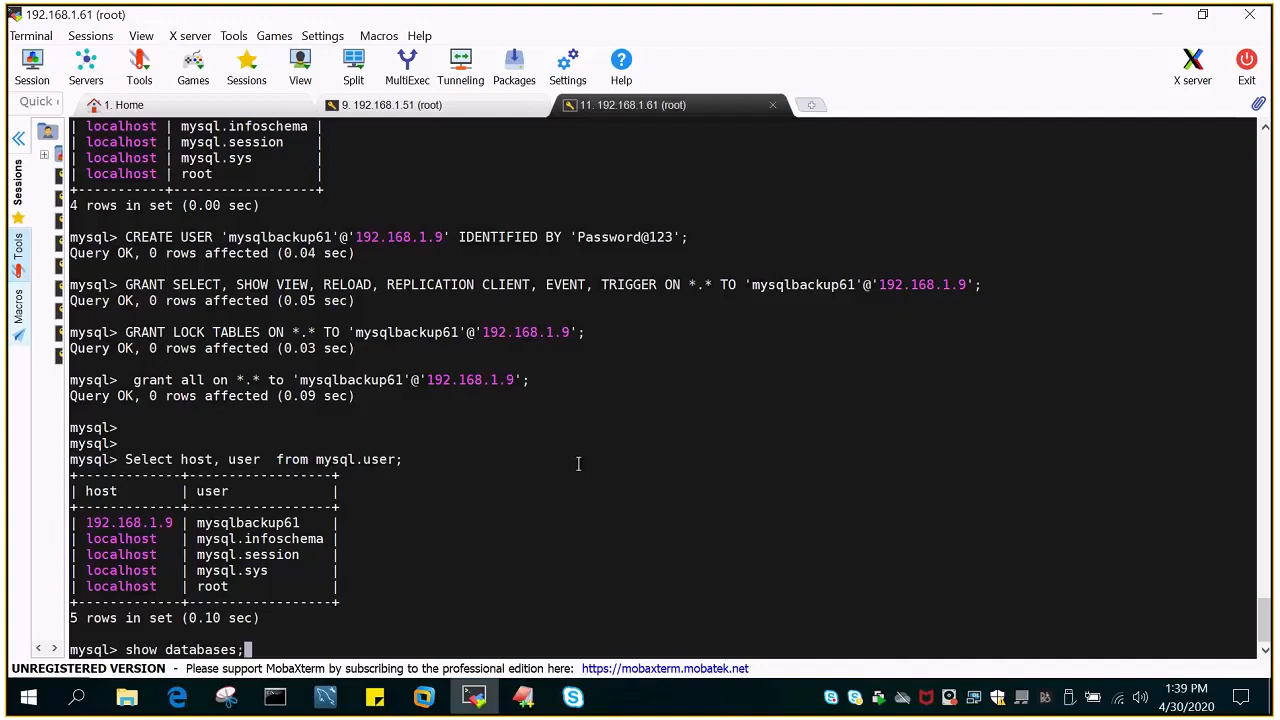 192.168.1.61 (root)
Terminal Sessions View X server Tools Games Settings Macros Help
Session Servers Tools Games Sessions View Split MultiExec Tunneling Packages Settings Help X server Exit
Quick 1. Home 9. 192.168.1.51 (root) 11. 192.168.1.61 (root)
Sessions
Tools
Macros
| localhost | mysql.infoschema |
| localhost | mysql.session |
| localhost | mysql.sys |
| localhost | root |
+-----------+------------------+
4 rows in set (0.00 sec)
mysql> CREATE USER 'mysqlbackup61'@'192.168.1.9' IDENTIFIED BY 'Password@123';
Query OK, 0 rows affected (0.04 sec)
mysql> GRANT SELECT, SHOW VIEW, RELOAD, REPLICATION CLIENT, EVENT, TRIGGER ON *.* TO 'mysqlbackup61'@'192.168.1.9';
Query OK, 0 rows affected (0.05 sec)
mysql> GRANT LOCK TABLES ON *.* TO 'mysqlbackup61'@'192.168.1.9';
Query OK, 0 rows affected (0.03 sec)
mysql>  grant all on *.* to 'mysqlbackup61'@'192.168.1.9';
Query OK, 0 rows affected (0.09 sec)
mysql>
mysql>
mysql> Select host, user  from mysql.user;
+-------------+------------------+
| host | user |
+-------------+------------------+
| 192.168.1.9 | mysqlbackup61 |
| localhost | mysql.infoschema |
| localhost | mysql.session |
| localhost | mysql.sys |
| localhost | root |
+-------------+------------------+
5 rows in set (0.10 sec)
mysql> show databases;
UNREGISTERED VERSION - Please support MobaXterm by subscribing to the professional edition here: https://mobaxterm.mobatek.net
1:39 PM
4/30/2020